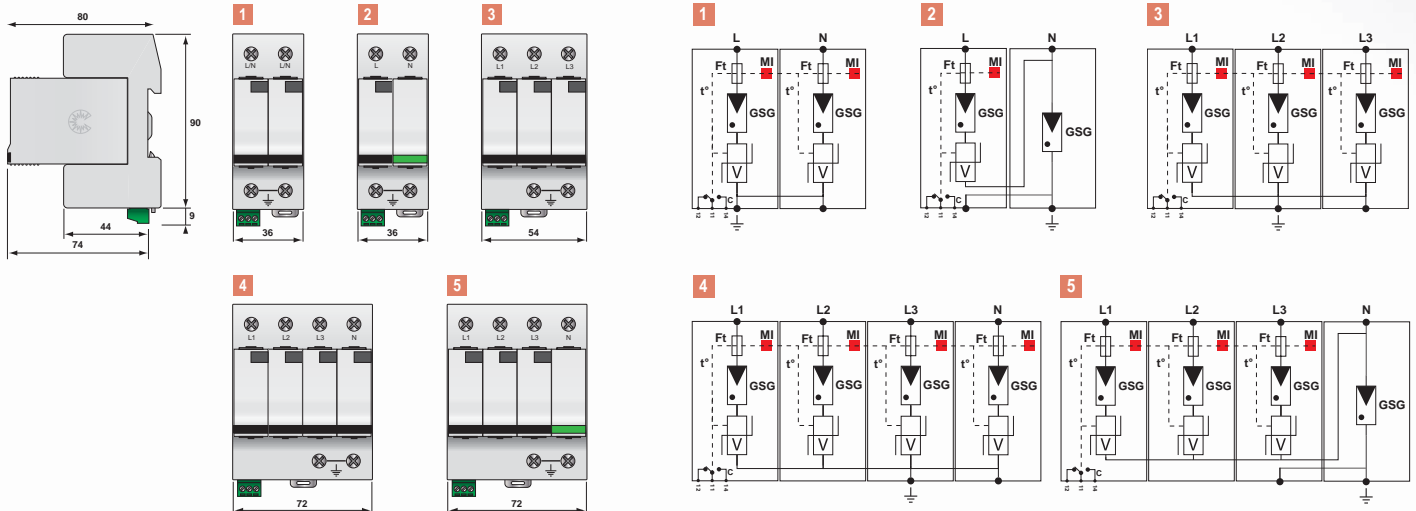 80
90
9
44
74
1
L/N L/N
36
2
L N
36
3
L1 L2 L3
54
4
L1 L2 L3 N
72
5
L1 L2 L3 N
72
1
L N
Ft MI Ft MI
t° t°
GSG GSG
V V
12 11 14 C
2
L N
Ft MI
t°
GSG GSG
V
12 11 14 C
3
L1 L2 L3
Ft MI Ft MI Ft MI
t° t° t°
GSG GSG GSG
V V V
12 11 14 C
4
L1 L2 L3 N
Ft MI Ft MI Ft MI Ft MI
t° t° t° t°
GSG GSG GSG GSG
V V V V
12 11 14 C
5
L1 L2 L3 N
Ft MI Ft MI Ft MI
t° t° t°
GSG GSG GSG GSG
V V V
12 11 14 C